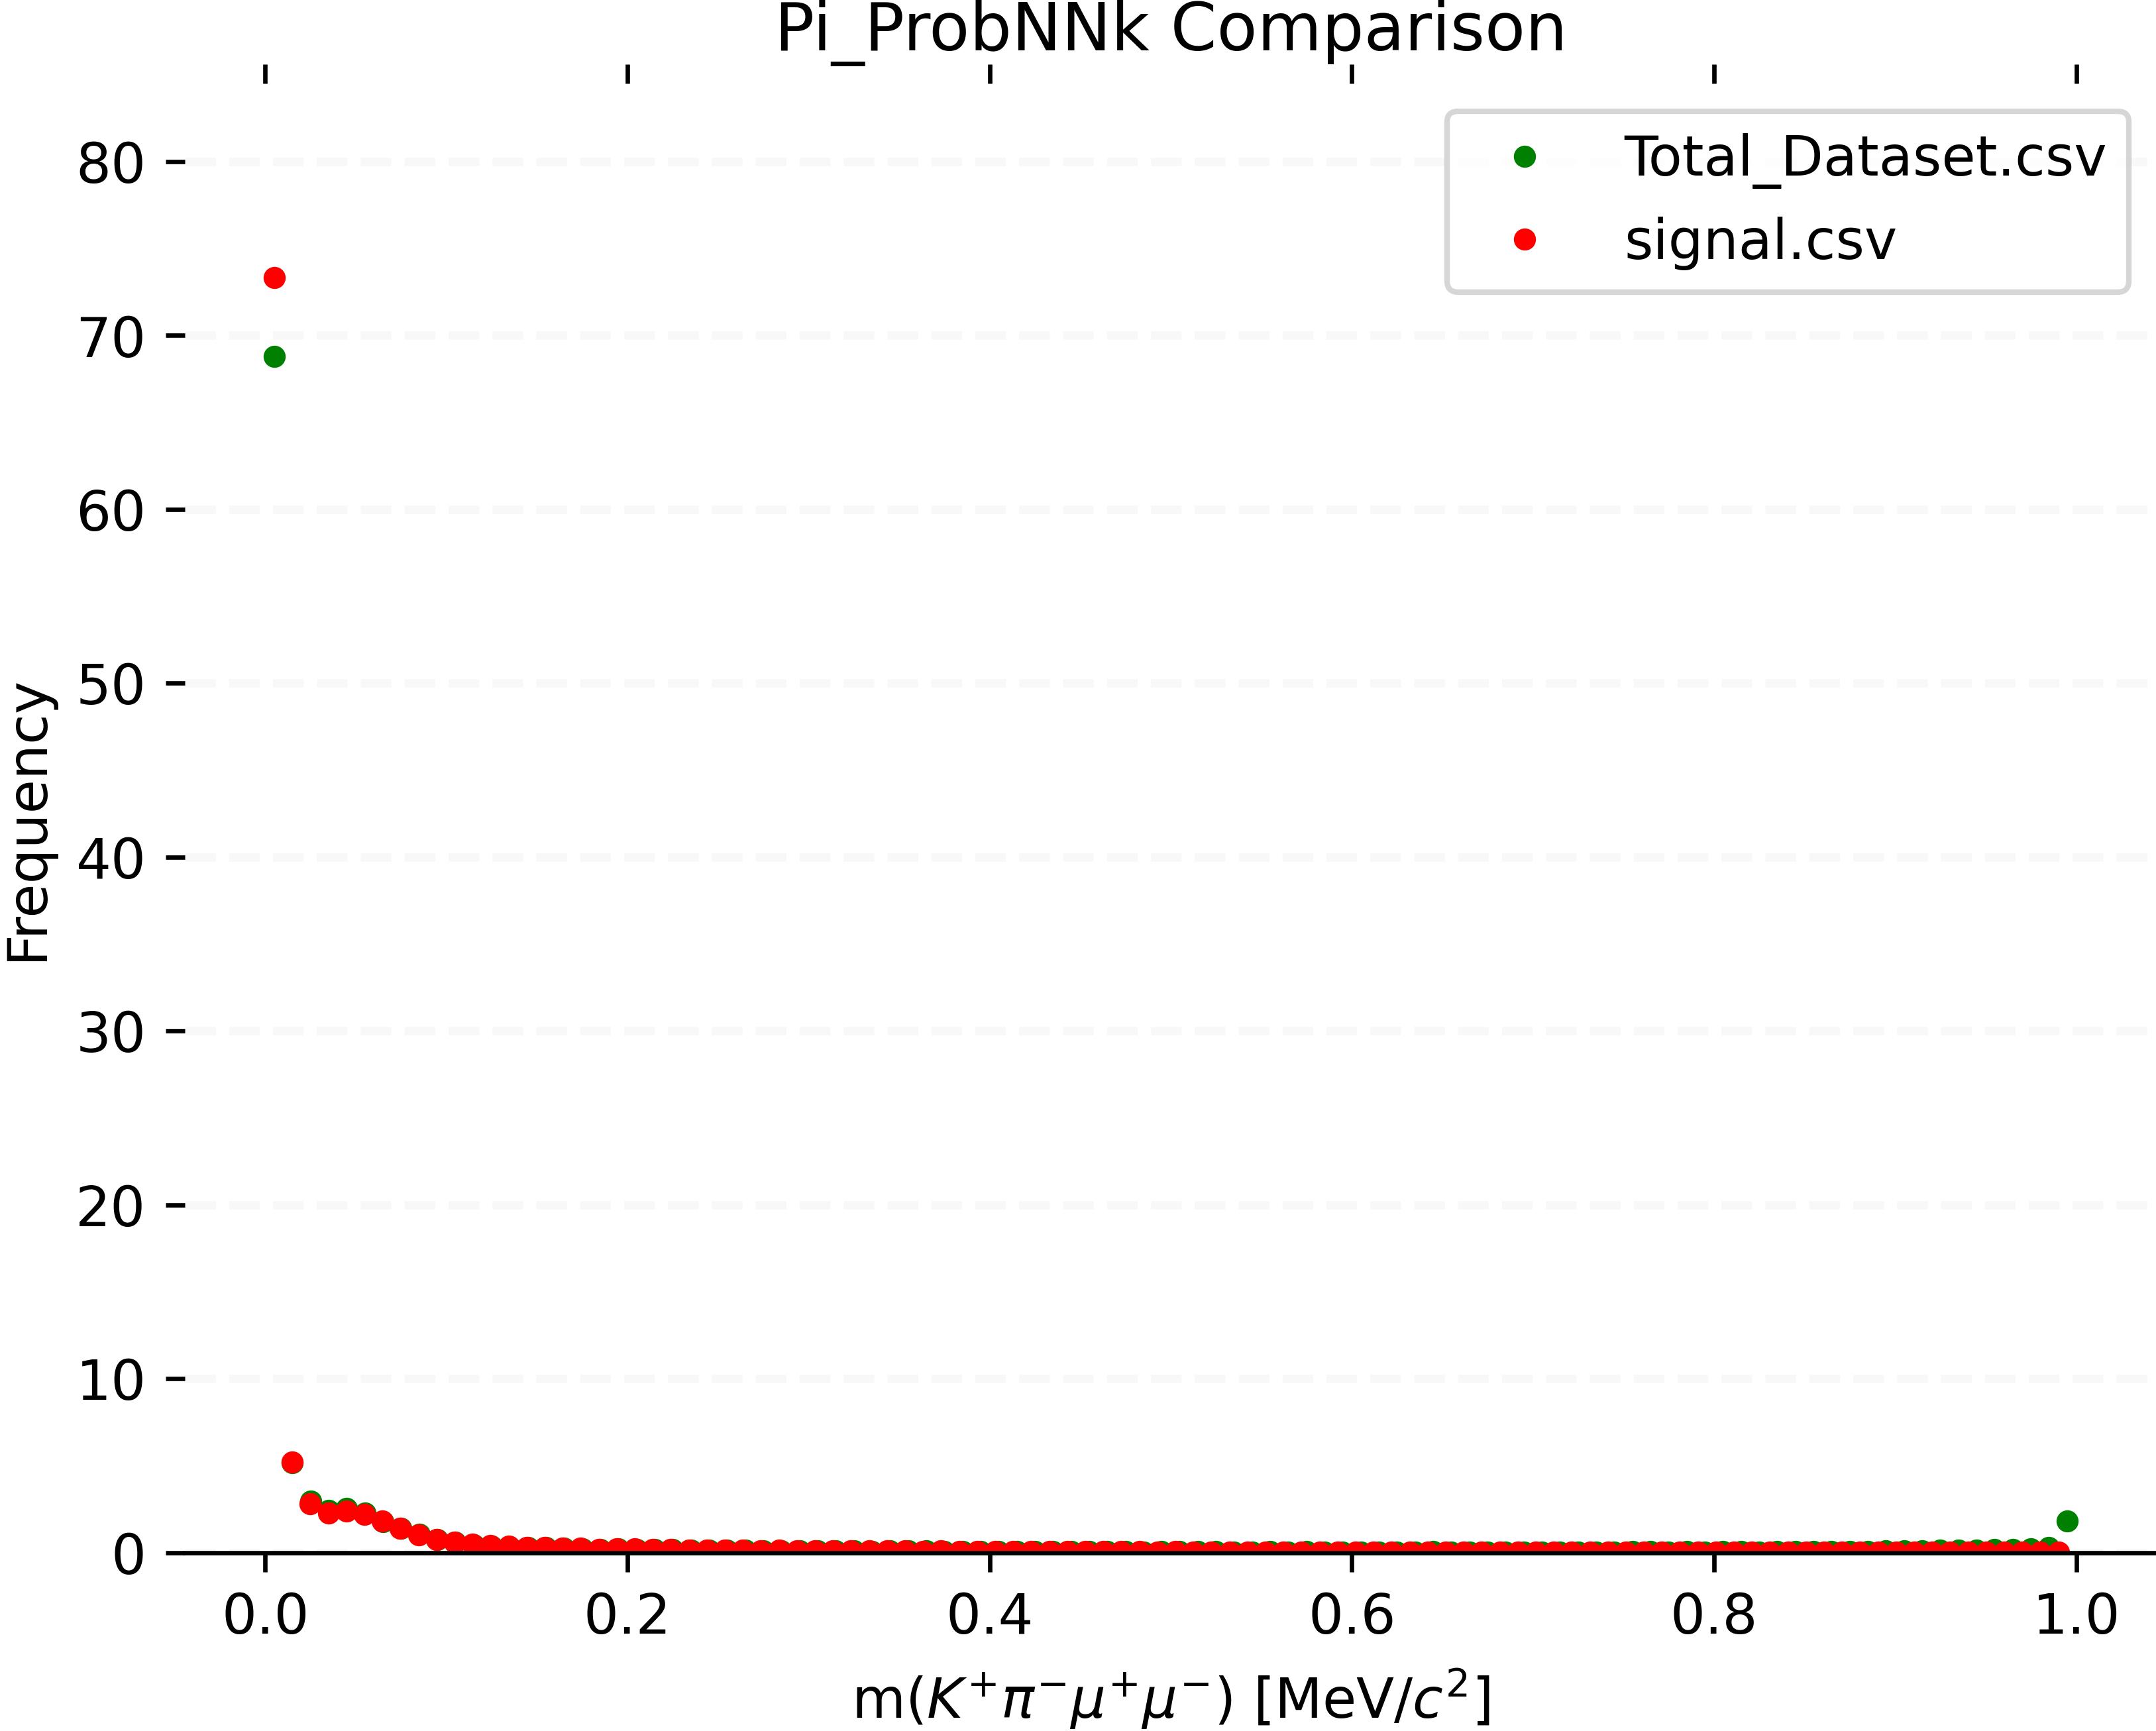 Pi_ProbNNk Comparison
Total_Dataset.csv
signal.csv
80
70
60
50
40
30
20
10
0
Frequency
0.0 0.2 0.4 0.6 0.8 1.0
m(K⁺π⁻μ⁺μ⁻) [MeV/c²]